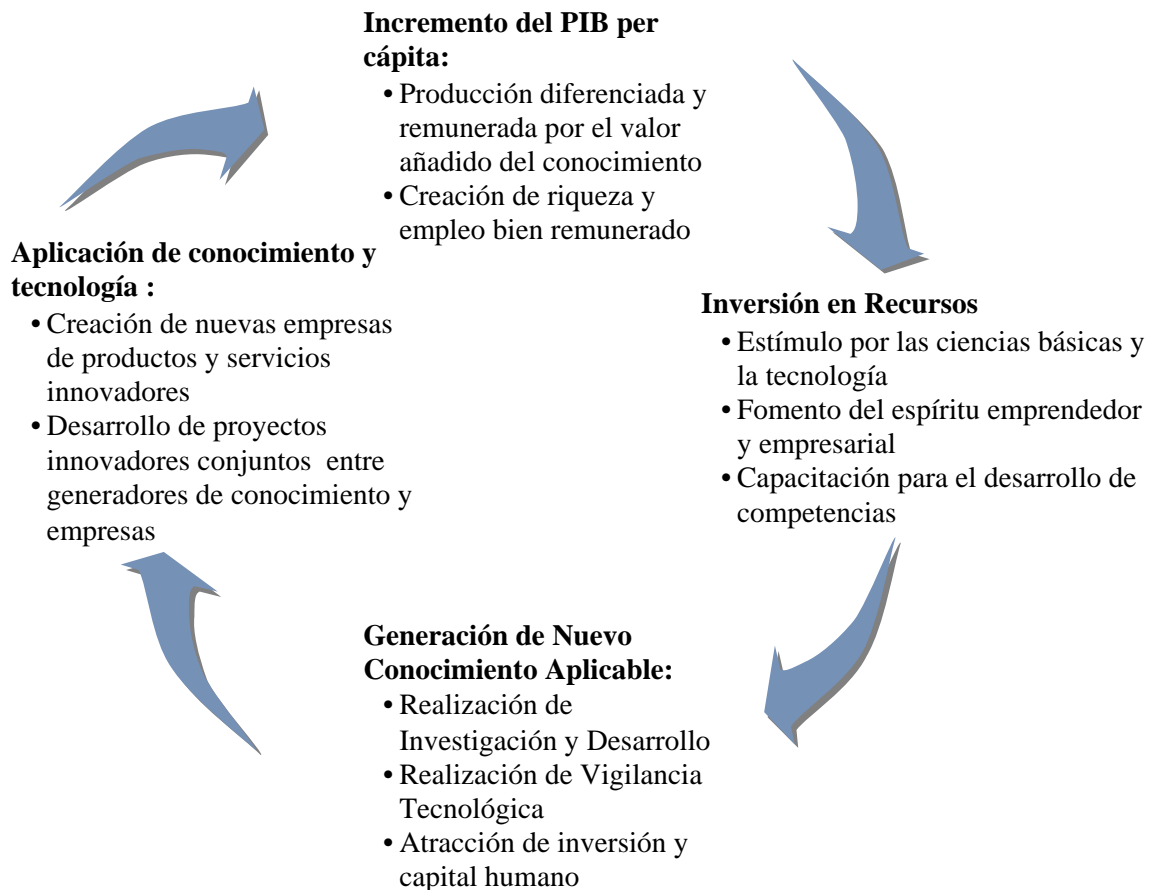 Incremento del PIB per
cápita:
• Producción diferenciada y
remunerada por el valor
añadido del conocimiento
• Creación de riqueza y
empleo bien remunerado
Inversión en Recursos
• Estímulo por las ciencias básicas y
la tecnología
• Fomento del espíritu emprendedor
y empresarial
• Capacitación para el desarrollo de
competencias
Generación de Nuevo
Conocimiento Aplicable:
• Realización de
Investigación y Desarrollo
• Realización de Vigilancia
Tecnológica
• Atracción de inversión y
capital humano
Aplicación de conocimiento y
tecnología :
• Creación de nuevas empresas
de productos y servicios
innovadores
• Desarrollo de proyectos
innovadores conjuntos  entre
generadores de conocimiento y
empresas